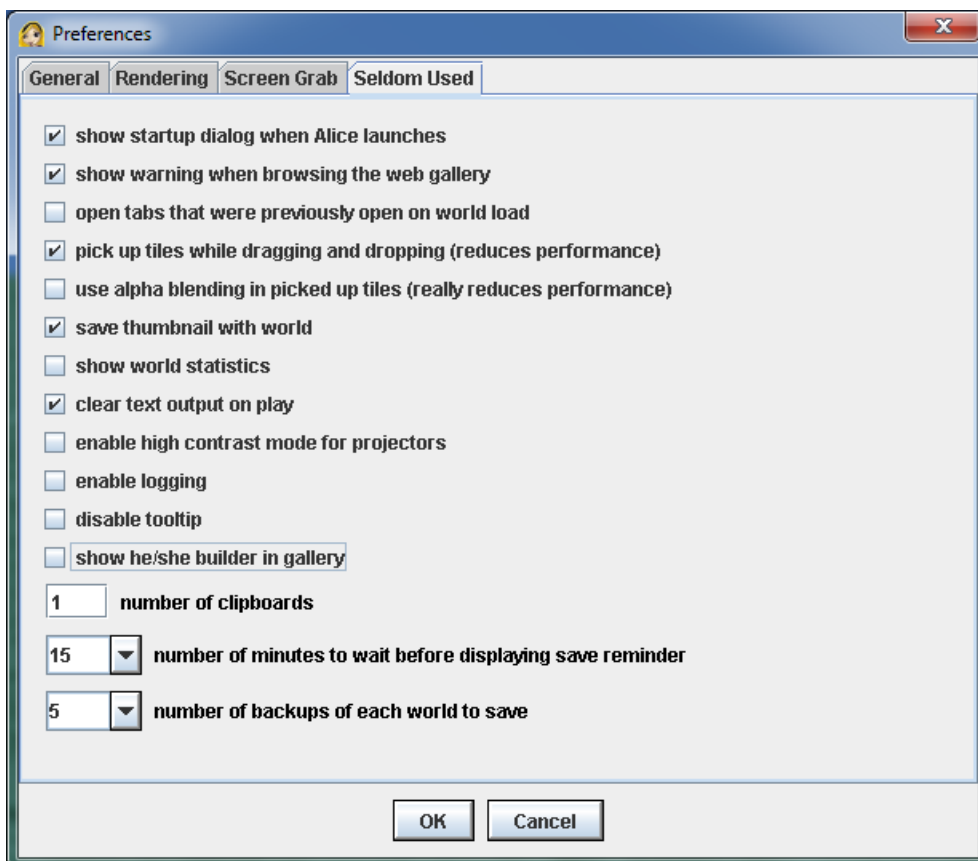 Preferences
General Rendering Screen Grab Seldom Used
show startup dialog when Alice launches
show warning when browsing the web gallery
open tabs that were previously open on world load
pick up tiles while dragging and dropping (reduces performance)
use alpha blending in picked up tiles (really reduces performance)
save thumbnail with world
show world statistics
clear text output on play
enable high contrast mode for projectors
enable logging
disable tooltip
show he/she builder in gallery
1 number of clipboards
15 number of minutes to wait before displaying save reminder
5 number of backups of each world to save
OK Cancel